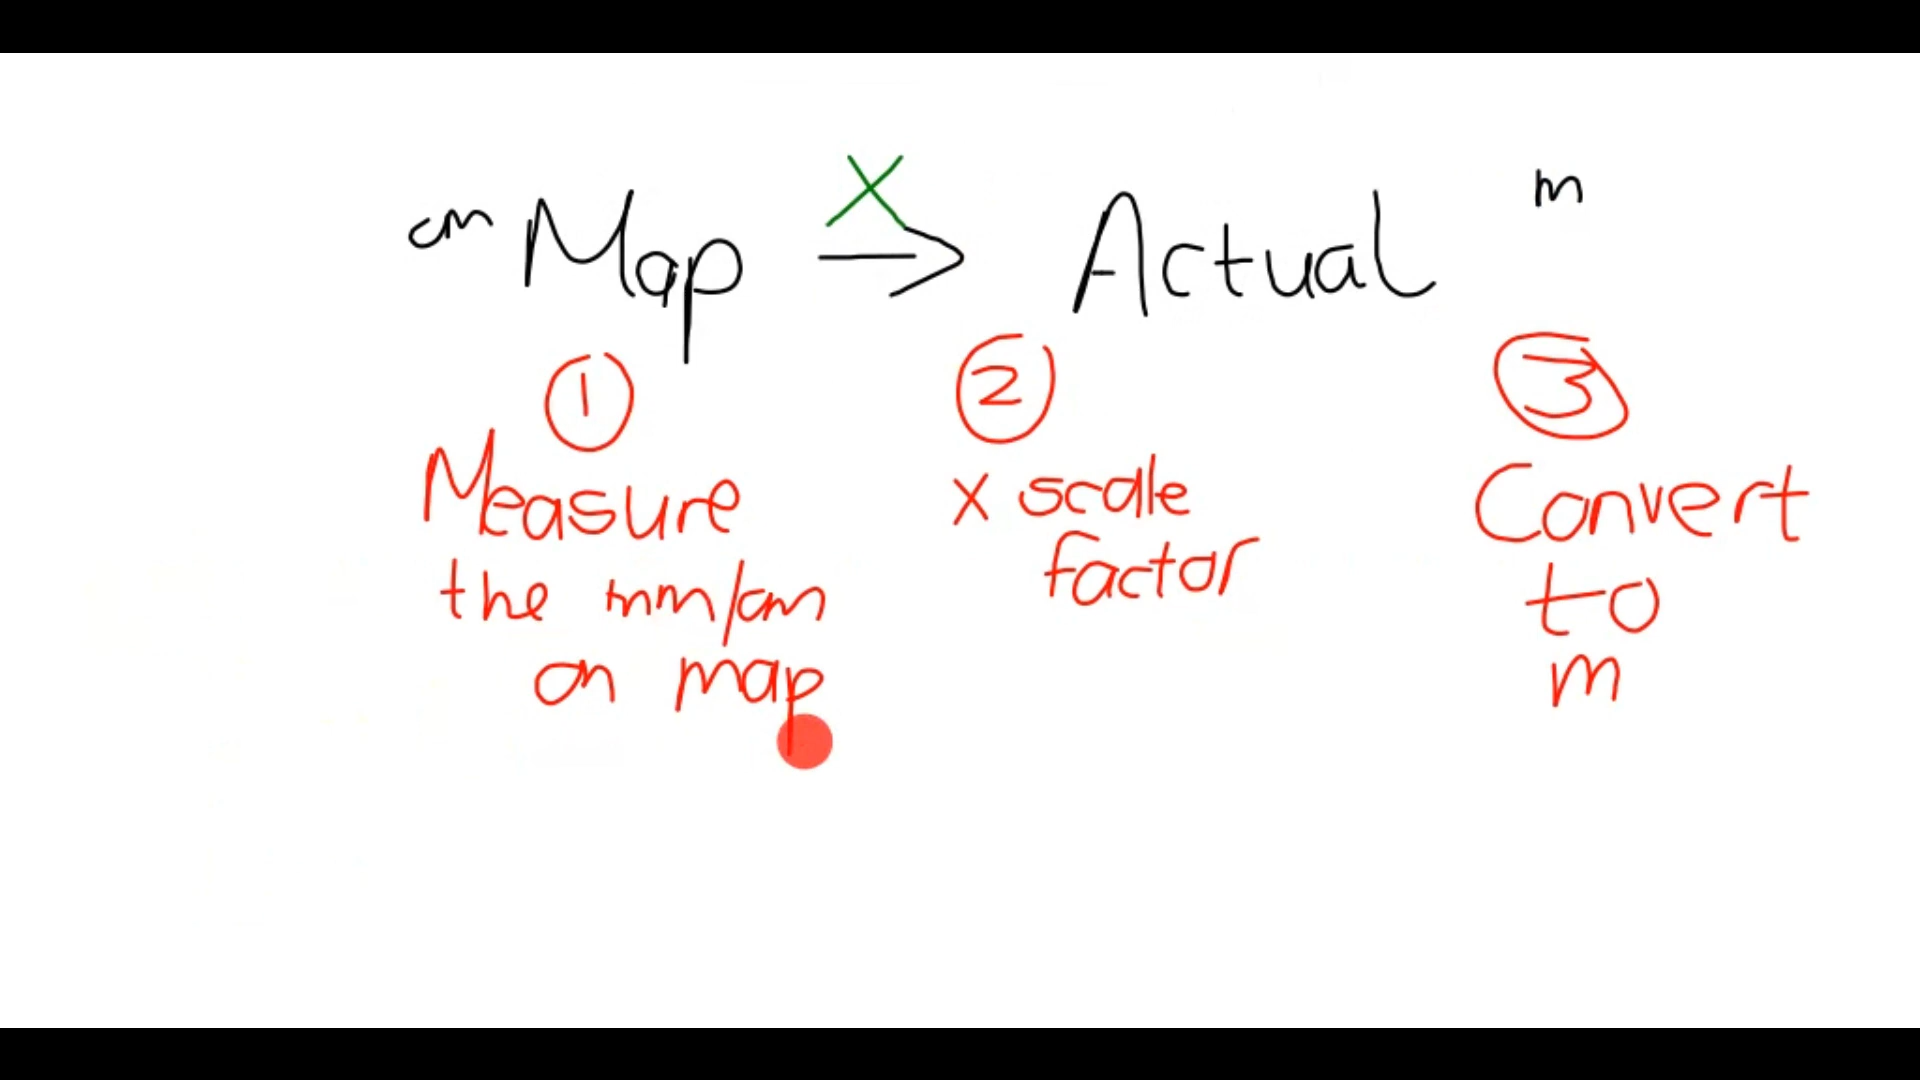 cm Map X → Actual m
1
Measure
the mm/cm
on map
2
x scale
factor
3
Convert
to
m